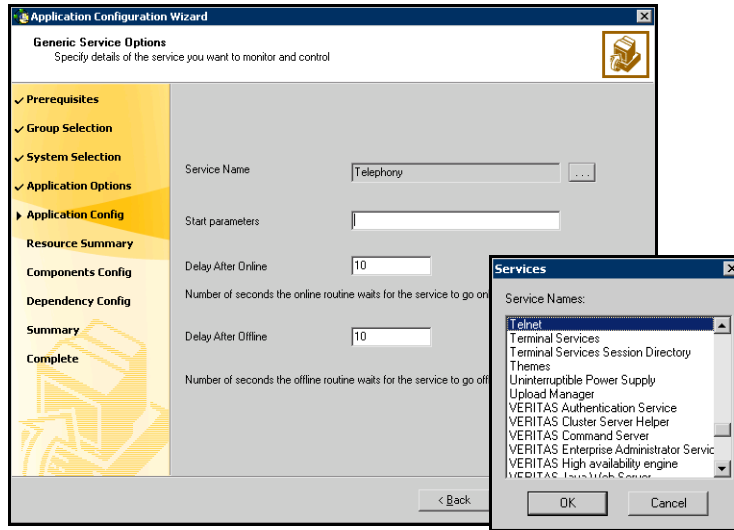 Application Configuration Wizard
Generic Service Options
Specify details of the service you want to monitor and control
Prerequisites
Group Selection
System Selection
Application Options
Application Config
Resource Summary
Components Config
Dependency Config
Summary
Complete
Service Name
Telephony
...
Start parameters
Delay After Online
10
Number of seconds the online routine waits for the service to go onl
Delay After Offline
10
Number of seconds the offline routine waits for the service to go off
< Back
Services
Service Names:
Telnet
Terminal Services
Terminal Services Session Directory
Themes
Uninterruptible Power Supply
Upload Manager
VERITAS Authentication Service
VERITAS Cluster Server Helper
VERITAS Command Server
VERITAS Enterprise Administrator Servic
VERITAS High availability engine
VERITAS Java Web Server
OK
Cancel